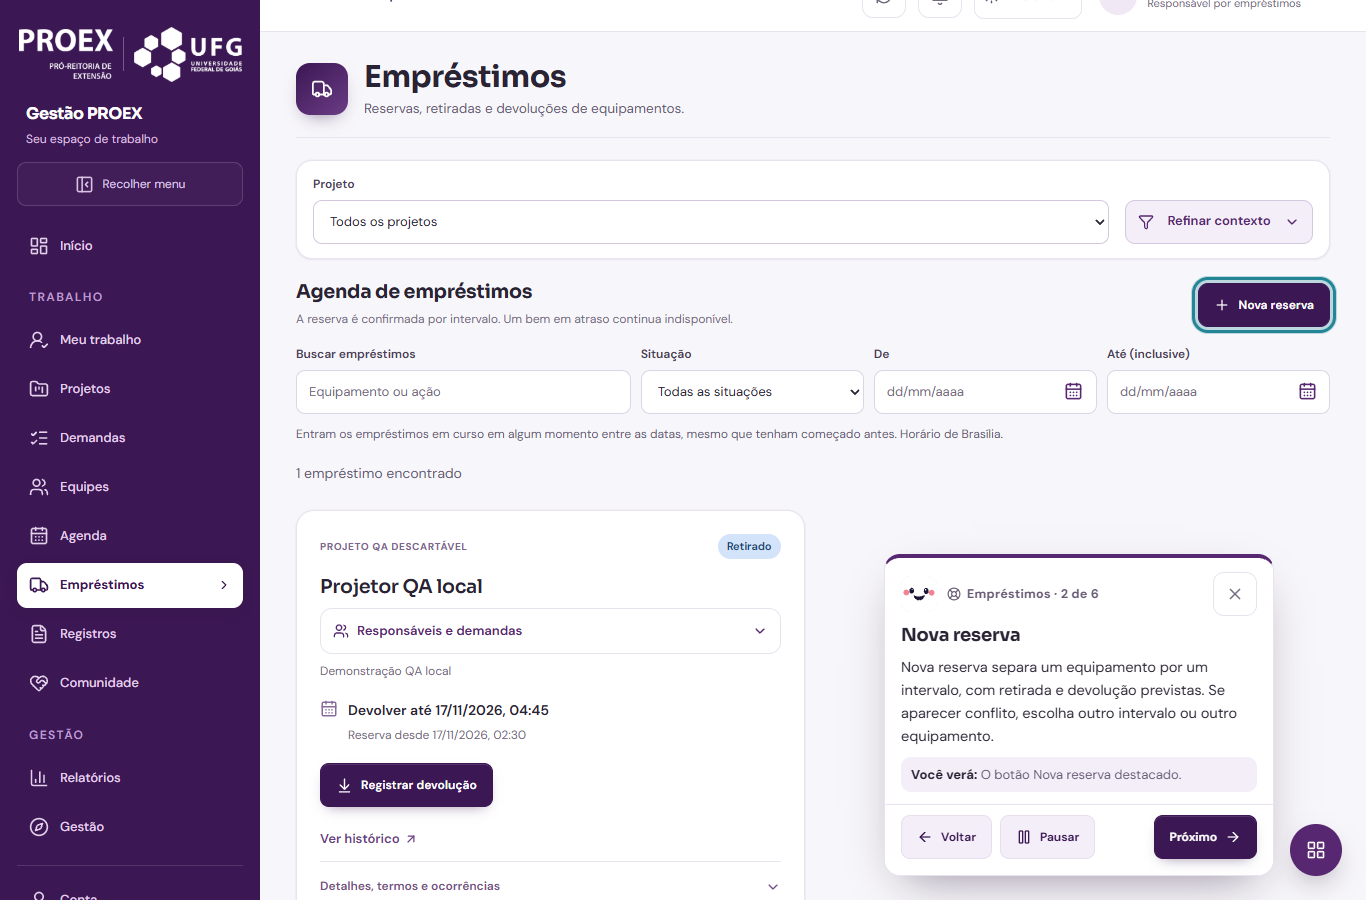 PROEX
PRÓ-REITORIA DE
EXTENSÃO
UFG
UNIVERSIDADE
FEDERAL DE GOIÁS
Gestão PROEX
Seu espaço de trabalho
Recolher menu
Início
TRABALHO
Meu trabalho
Projetos
Demandas
Equipes
Agenda
Empréstimos
Registros
Comunidade
GESTÃO
Relatórios
Gestão
Conta
Responsável por empréstimos
Empréstimos
Reservas, retiradas e devoluções de equipamentos.
Projeto
Todos os projetos
Refinar contexto
Agenda de empréstimos
A reserva é confirmada por intervalo. Um bem em atraso continua indisponível.
Nova reserva
Buscar empréstimos
Situação
De
Até (inclusive)
Equipamento ou ação
Todas as situações
dd/mm/aaaa
dd/mm/aaaa
Entram os empréstimos em curso em algum momento entre as datas, mesmo que tenham começado antes. Horário de Brasília.
1 empréstimo encontrado
PROJETO QA DESCARTÁVEL
Retirado
Projetor QA local
Responsáveis e demandas
Demonstração QA local
Devolver até 17/11/2026, 04:45
Reserva desde 17/11/2026, 02:30
Registrar devolução
Ver histórico
Detalhes, termos e ocorrências
Empréstimos · 2 de 6
Nova reserva
Nova reserva separa um equipamento por um
intervalo, com retirada e devolução previstas. Se
aparecer conflito, escolha outro intervalo ou outro
equipamento.
Você verá: O botão Nova reserva destacado.
Voltar
Pausar
Próximo